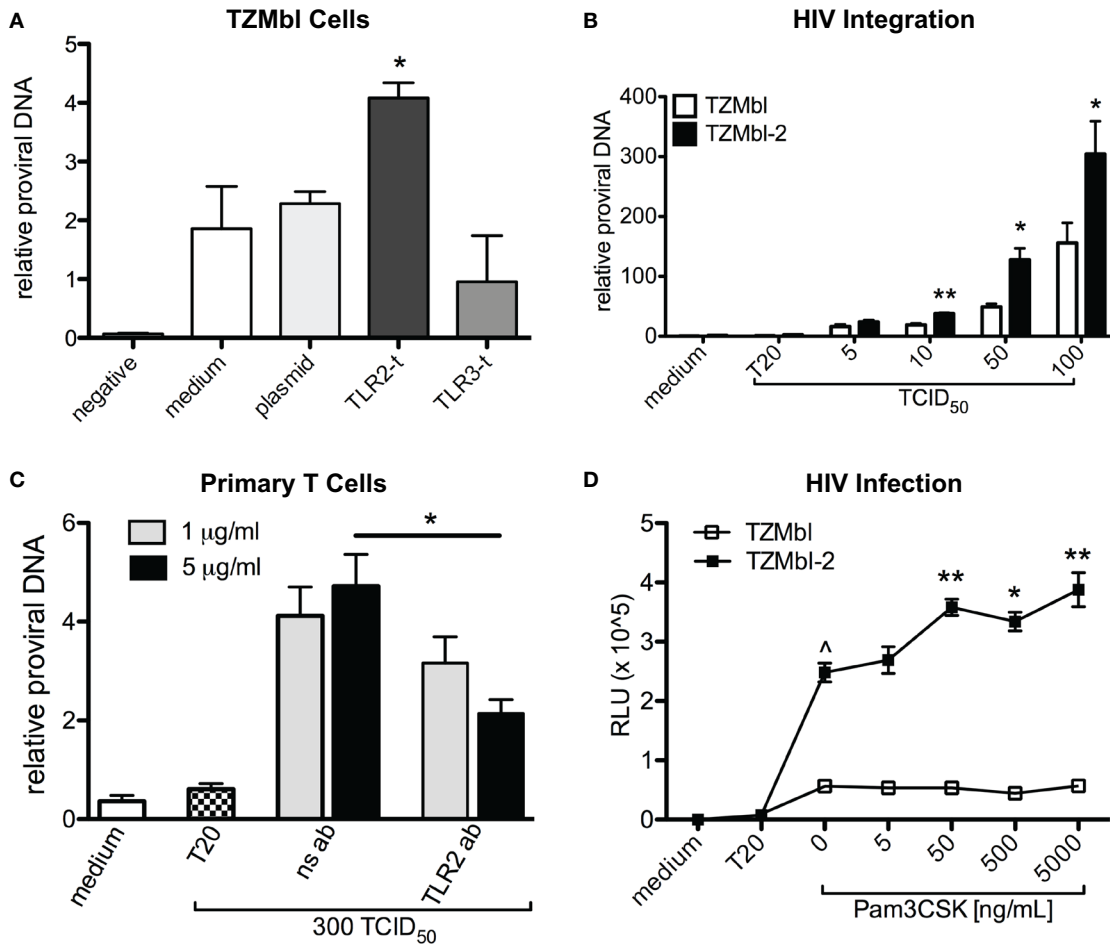 A
TZMbl Cells
relative proviral DNA
5
4
3
2
1
0
*
negative
medium
plasmid
TLR2-t
TLR3-t
B
HIV Integration
relative proviral DNA
400
300
200
100
0
TZMbl
TZMbl-2
**
*
*
medium
T20
5
10
50
100
TCID50
C
Primary T Cells
relative proviral DNA
6
4
2
0
1 µg/ml
5 µg/ml
*
medium
T20
ns ab
TLR2 ab
300 TCID50
D
HIV Infection
RLU (x 10^5)
5
4
3
2
1
0
TZMbl
TZMbl-2
^
**
*
**
medium
T20
0
5
50
500
5000
Pam3CSK [ng/mL]